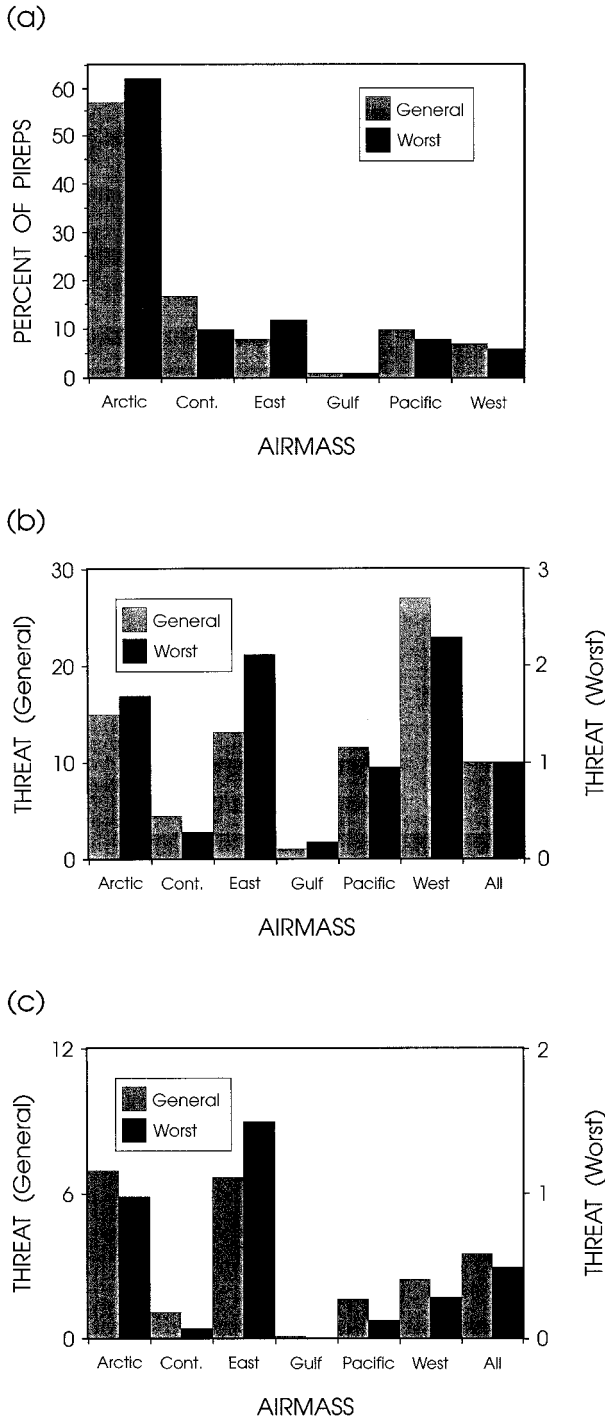 (a)
PERCENT OF PIREPS
60
50
40
30
20
10
0
General
Worst
Arctic Cont. East Gulf Pacific West
AIRMASS
(b)
THREAT (General)
30
20
10
0
General
Worst
3
2
1
0
THREAT (Worst)
Arctic Cont. East Gulf Pacific West All
AIRMASS
(c)
THREAT (General)
12
6
0
General
Worst
2
1
0
THREAT (Worst)
Arctic Cont. East Gulf Pacific West All
AIRMASS